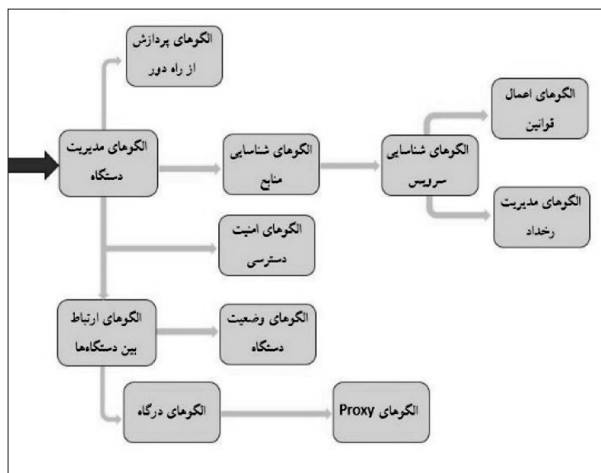 الگوهای پردازش
از راه دور
الگوهای اعمال
قوانین
الگوهای مدیریت
دستگاه
الگوهای شناسایی
منابع
الگوهای شناسایی
سرویس
الگوهای مدیریت
رخداد
الگوهای امنیت
دسترسی
الگوهای ارتباط
بین دستگاه‌ها
الگوهای وضعیت
دستگاه
الگوهای درگاه
الگوهای Proxy